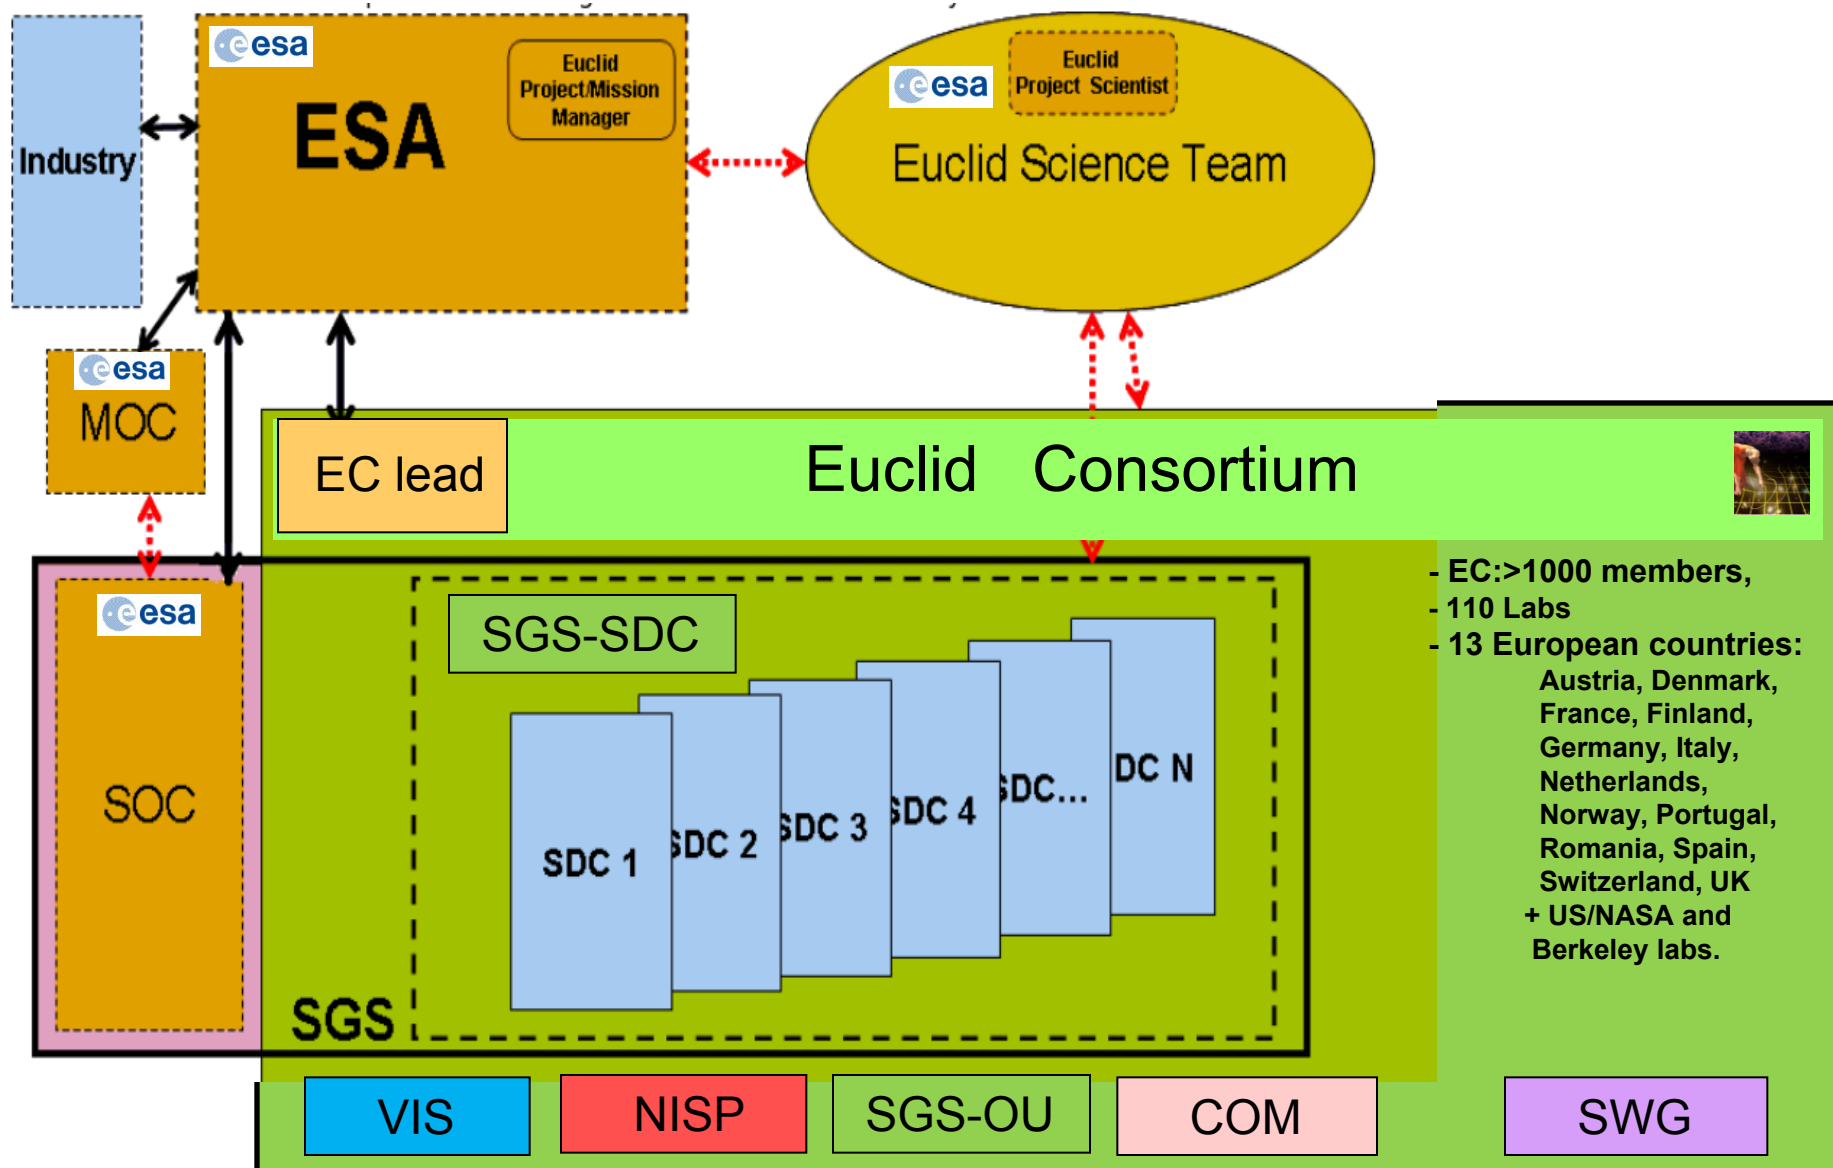 esa
Euclid
Project/Mission
Manager
ESA
Industry
esa
Euclid
Project Scientist
Euclid Science Team
esa
MOC
EC lead
Euclid Consortium
esa
SOC
SGS-SDC
SDC 1
SDC 2
SDC 3
SDC 4
SDC...
DC N
SGS
- EC:>1000 members,
- 110 Labs
- 13 European countries:
Austria, Denmark,
France, Finland,
Germany, Italy,
Netherlands,
Norway, Portugal,
Romania, Spain,
Switzerland, UK
+ US/NASA and
Berkeley labs.
VIS
NISP
SGS-OU
COM
SWG